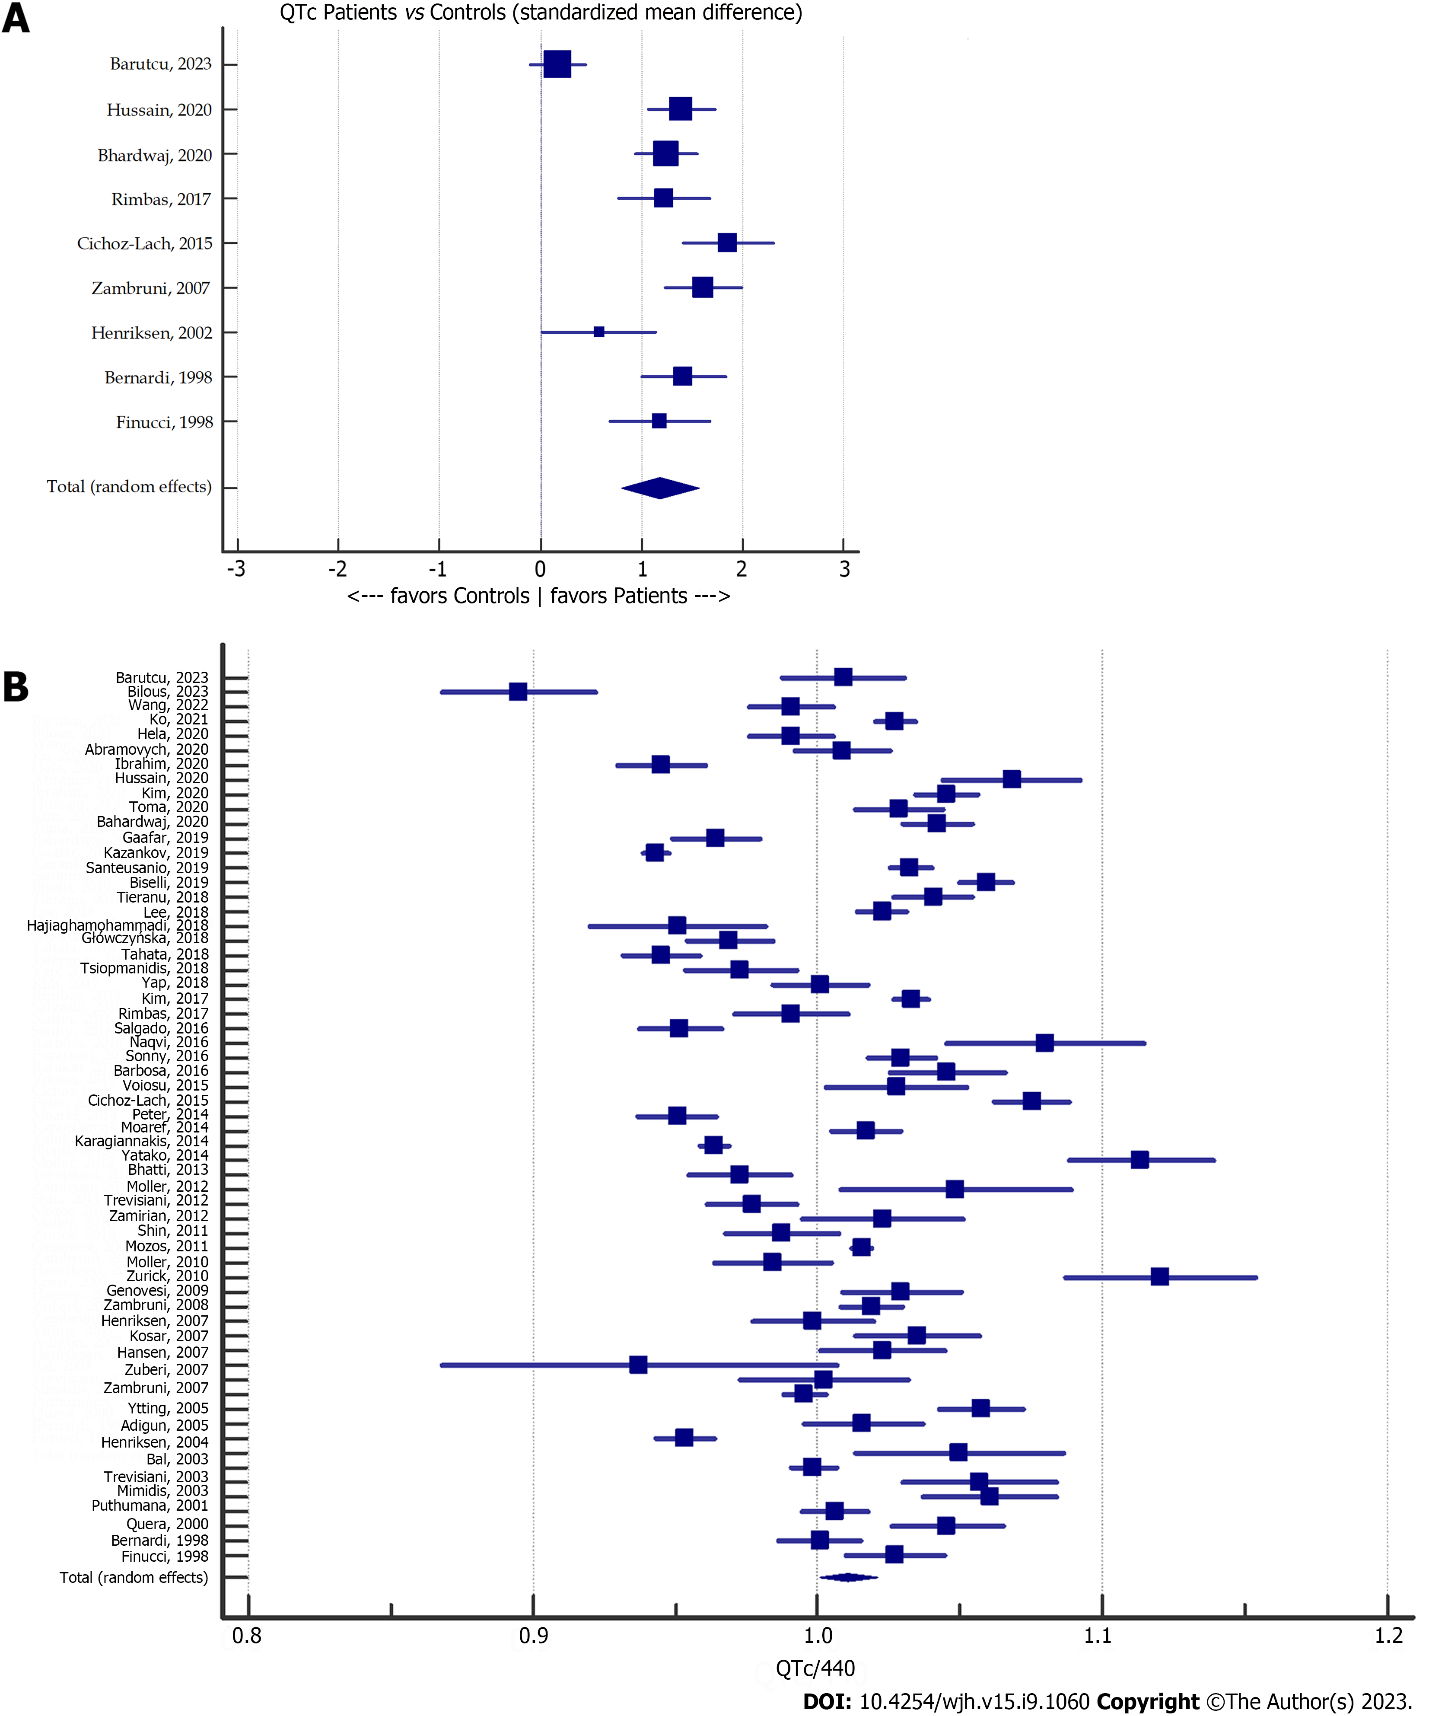 A
QTc Patients vs Controls (standardized mean difference)
Barutcu, 2023
Hussain, 2020
Bhardwaj, 2020
Rimbas, 2017
Cichoz-Lach, 2015
Zambruni, 2007
Henriksen, 2002
Bernardi, 1998
Finucci, 1998
Total (random effects)
-3 -2 -1 0 1 2 3
<--- favors Controls | favors Patients --->
B
Barutcu, 2023
Bilous, 2023
Wang, 2022
Ko, 2021
Hela, 2020
Abramovych, 2020
Ibrahim, 2020
Hussain, 2020
Kim, 2020
Toma, 2020
Bahardwaj, 2020
Gaafar, 2019
Kazankov, 2019
Santeusanio, 2019
Biselli, 2019
Tieranu, 2018
Lee, 2018
Hajiaghamohammadi, 2018
Głowczynska, 2018
Tahata, 2018
Tsiopmanidis, 2018
Yap, 2018
Kim, 2017
Rimbas, 2017
Salgado, 2016
Naqvi, 2016
Sonny, 2016
Barbosa, 2016
Voiosu, 2015
Cichoz-Lach, 2015
Peter, 2014
Moaref, 2014
Karagiannakis, 2014
Yatako, 2014
Bhatti, 2013
Moller, 2012
Trevisiani, 2012
Zamirian, 2012
Shin, 2011
Mozos, 2011
Moller, 2010
Zurick, 2010
Genovesi, 2009
Zambruni, 2008
Henriksen, 2007
Kosar, 2007
Hansen, 2007
Zuberi, 2007
Zambruni, 2007
Ytting, 2005
Adigun, 2005
Henriksen, 2004
Bal, 2003
Trevisiani, 2003
Mimidis, 2003
Puthumana, 2001
Quera, 2000
Bernardi, 1998
Finucci, 1998
Total (random effects)
0.8 0.9 1.0 1.1 1.2
QTc/440
DOI: 10.4254/wjh.v15.i9.1060 Copyright ©The Author(s) 2023.